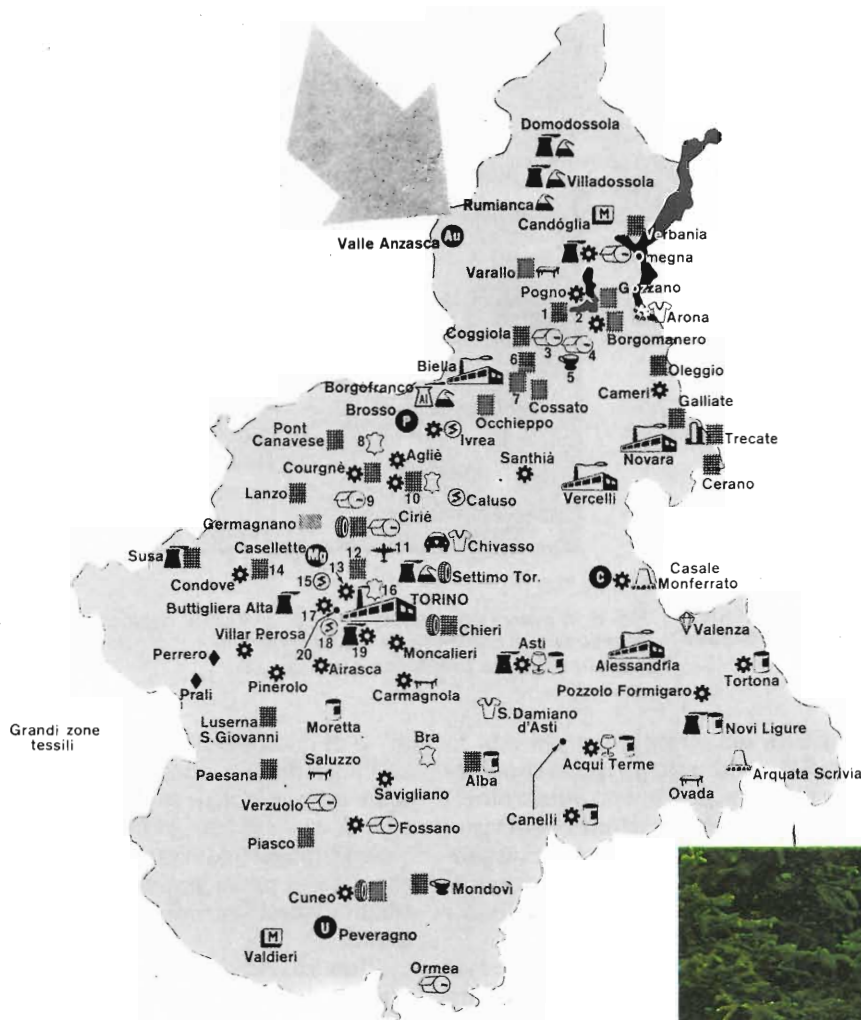 Domodossola
Villadossola
Rumianca
Candóglia
M
Verbania
Valle Anzasca
Au
Omegna
Varallo
Pogno
Gozzano
1
2
Arona
Coggiola
3
4
Borgomanero
Biella
6
5
Oleggio
Borgofranco
Al
7
Cossato
Cameri
Brosso
P
Occhieppo
Galliate
Pont
Canavese
8
Ivrea
Trecate
Agliè
Santhià
Novara
Courgnè
10
Vercelli
Cerano
Lanzo
9
Caluso
Germagnano
Cirié
Susa
Casellette
Mg
12
11
Chivasso
Condove
14
13
15
Settimo Tor.
C
Casale
Monferrato
Buttigliera Alta
16
17
TORINO
Valenza
Villar Perosa
18
19
Chieri
Asti
20
Perrero
Airasca
Moncalieri
Alessandria
Tortona
Prali
Pinerolo
Carmagnola
Pozzolo Formigaro
Grandi zone
tessili
Luserna
S.Giovanni
Moretta
S.Damiano
d'Asti
Novi Ligure
Bra
Paesana
Saluzzo
Alba
Acqui Terme
Arquata Scrivia
Savigliano
Ovada
Verzuolo
Canelli
Fossano
Piasco
Cuneo
Mondovì
U
Peveragno
M
Valdieri
Ormea